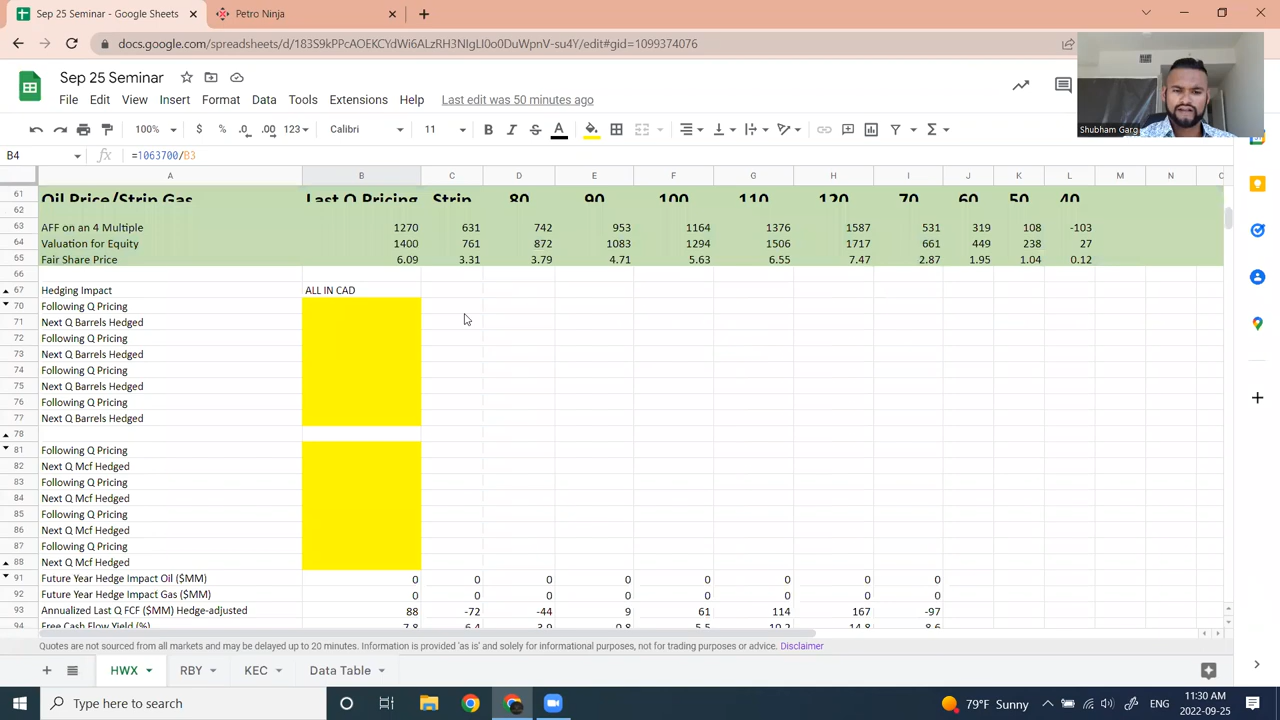 Sep 25 Seminar - Google Sheets
Petro Ninja
docs.google.com/spreadsheets/d/183S9kPPcAOEKCYdWi6ALzRH3NIgLI0o0DuWpnV-su4Y/edit#gid=1099374076
Sep 25 Seminar
File Edit View Insert Format Data Tools Extensions Help Last edit was 50 minutes ago
100% $ % .0 .00 123 Calibri 11 B I S A
Shubham Garg
B4 fx =1063700/B3
A B C D E F G H I J K L M N
61 Oil Price/Strip Gas Last Q Pricing Strip 80 90 100 110 120 70 60 50 40
62
63 AFF on an 4 Multiple 1270 631 742 953 1164 1376 1587 531 319 108 -103
64 Valuation for Equity 1400 761 872 1083 1294 1506 1717 661 449 238 27
65 Fair Share Price 6.09 3.31 3.79 4.71 5.63 6.55 7.47 2.87 1.95 1.04 0.12
66
67 Hedging Impact ALL IN CAD
70 Following Q Pricing
71 Next Q Barrels Hedged
72 Following Q Pricing
73 Next Q Barrels Hedged
74 Following Q Pricing
75 Next Q Barrels Hedged
76 Following Q Pricing
77 Next Q Barrels Hedged
78
81 Following Q Pricing
82 Next Q Mcf Hedged
83 Following Q Pricing
84 Next Q Mcf Hedged
85 Following Q Pricing
86 Next Q Mcf Hedged
87 Following Q Pricing
88 Next Q Mcf Hedged
91 Future Year Hedge Impact Oil ($MM) 0 0 0 0 0 0 0 0
92 Future Year Hedge Impact Gas ($MM) 0 0 0 0 0 0 0 0
93 Annualized Last Q FCF ($MM) Hedge-adjusted 88 -72 -44 9 61 114 167 -97
94 Free Cash Flow Yield (%) 7.8 6.4 3.9 0.8 5.5 10.2 14.8 8.6
Quotes are not sourced from all markets and may be delayed up to 20 minutes. Information is provided 'as is' and solely for informational purposes, not for trading purposes or advice. Disclaimer
HWX RBY KEC Data Table
Type here to search
79°F Sunny ENG 11:30 AM 2022-09-25